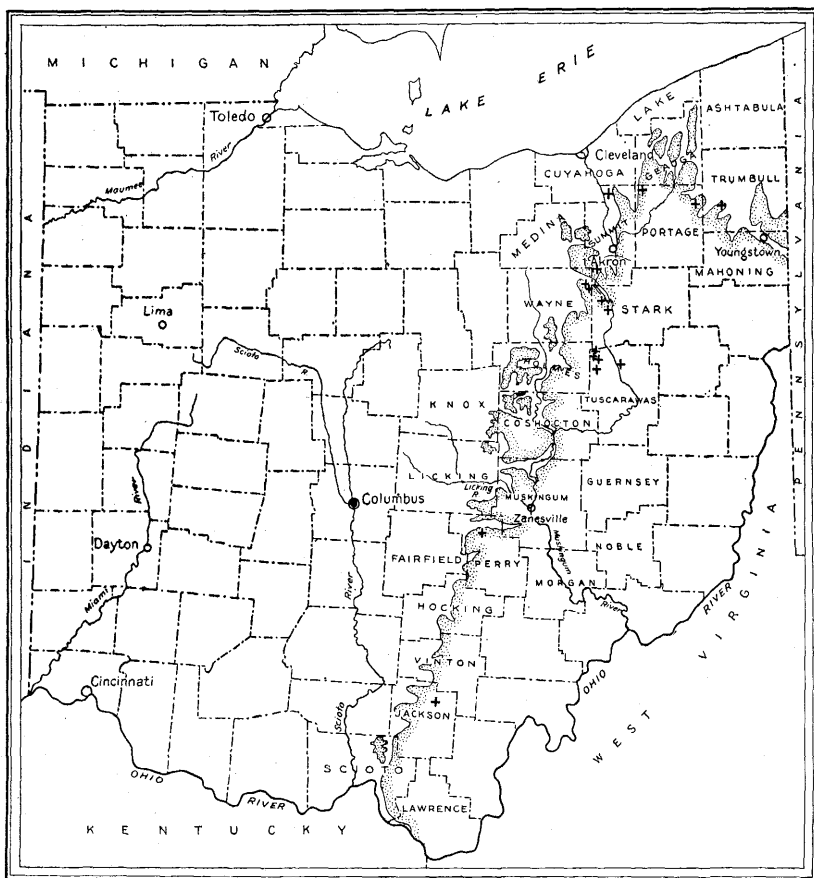 MICHIGAN
LAKE ERIE
Toledo
Maumee River
LAKE
ASHTABULA
Cleveland
GEAUGA
CUYAHOGA
TRUMBULL
MEDINA
SUMMIT
PORTAGE
Youngstown
Akron
MAHONING
PENNSYLVANIA
INDIANA
WAYNE
STARK
Lima
Scioto R.
HOLMES
TUSCARAWAS
KNOX
COSHOCTON
LICKING
GUERNSEY
Licking R.
MUSKINGUM
Columbus
Zanesville
River
NOBLE
Dayton
FAIRFIELD
PERRY
Muskingum River
MORGAN
Miami
River
HOCKING
OHIO RIVER
WEST VIRGINIA
VINTON
Cincinnati
Scioto
JACKSON
SCIOTO
OHIO RIVER
LAWRENCE
KENTUCKY